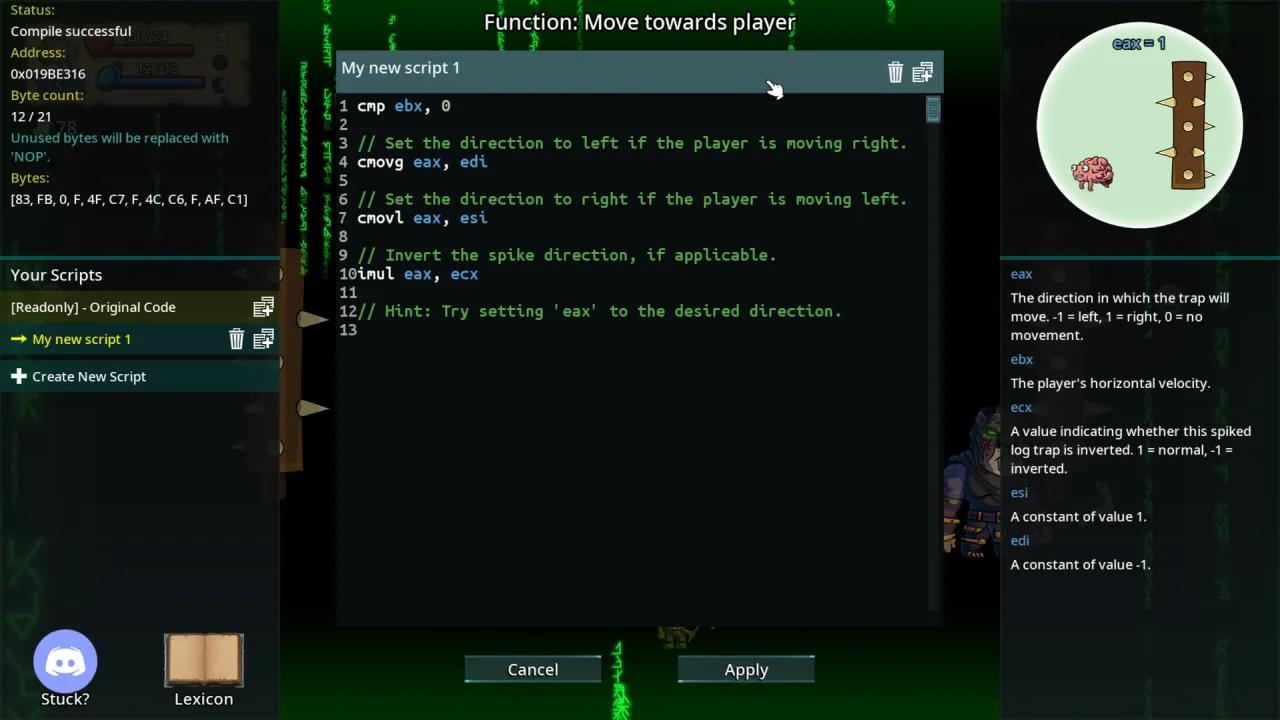 Function: Move towards player
Status:
Compile successful
Address:
0x019BE316
Byte count:
12 / 21
Unused bytes will be replaced with
'NOP'.
Bytes:
[83, FB, 0, F, 4F, C7, F, 4C, C6, F, AF, C1]
24/24
12/12
78
Your Scripts
[Readonly] - Original Code
My new script 1
Create New Script
Stuck?
Lexicon
My new script 1
1 cmp ebx, 0
2
3 // Set the direction to left if the player is moving right.
4 cmovg eax, edi
5
6 // Set the direction to right if the player is moving left.
7 cmovl eax, esi
8
9 // Invert the spike direction, if applicable.
10imul eax, ecx
11
12// Hint: Try setting 'eax' to the desired direction.
13
Cancel
Apply
eax = 1
eax
The direction in which the trap will
move. -1 = left, 1 = right, 0 = no
movement.
ebx
The player's horizontal velocity.
ecx
A value indicating whether this spiked
log trap is inverted. 1 = normal, -1 =
inverted.
esi
A constant of value 1.
edi
A constant of value -1.